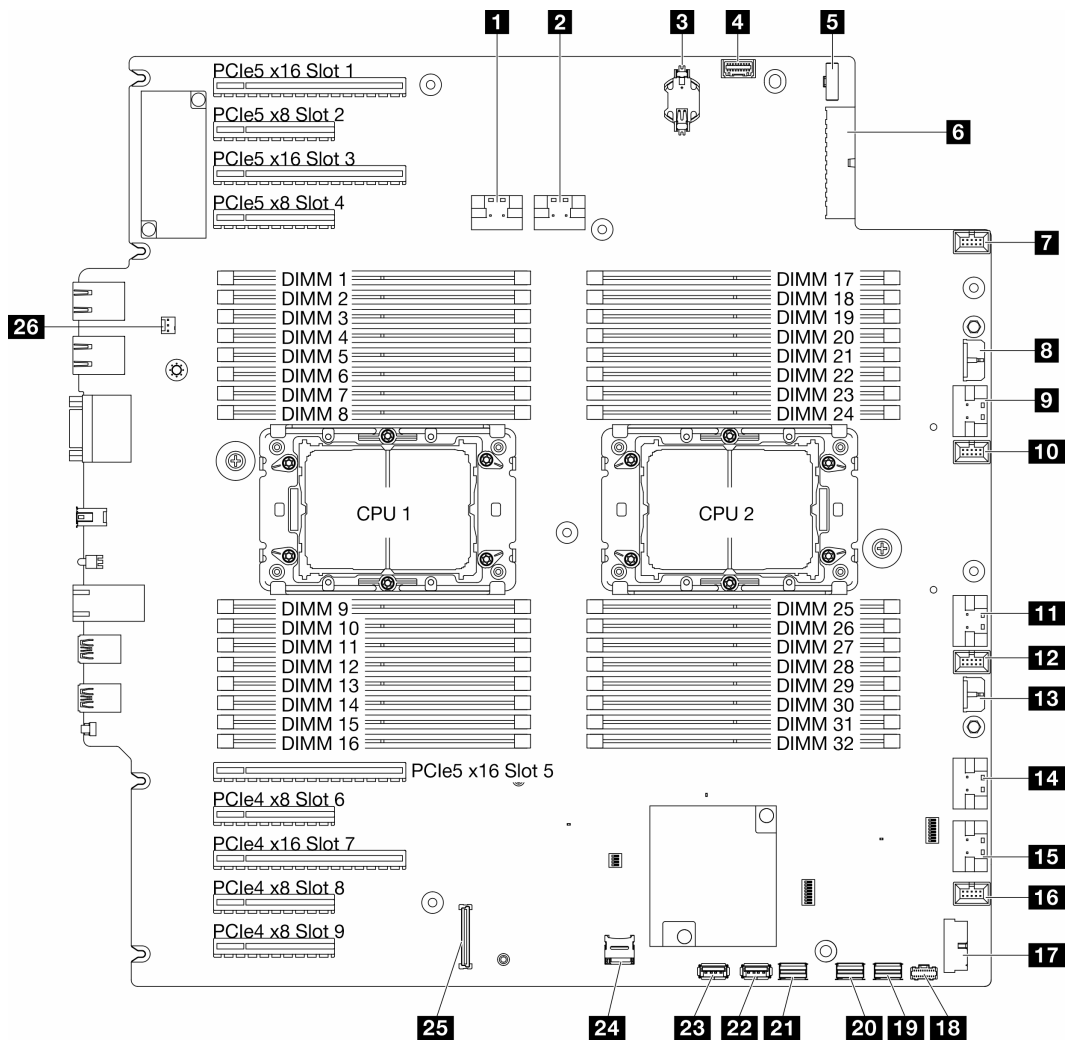 1
2
3
4
5
PCIe5 x16 Slot 1
PCIe5 x8 Slot 2
6
PCIe5 x16 Slot 3
PCIe5 x8 Slot 4
7
DIMM 1
DIMM 17
DIMM 2
DIMM 18
26
DIMM 3
DIMM 19
DIMM 4
DIMM 20
8
DIMM 5
DIMM 21
DIMM 6
DIMM 22
DIMM 7
DIMM 23
9
DIMM 8
DIMM 24
10
CPU 1
CPU 2
DIMM 9
DIMM 25
11
DIMM 10
DIMM 26
DIMM 11
DIMM 27
12
DIMM 12
DIMM 28
DIMM 13
DIMM 29
13
DIMM 14
DIMM 30
DIMM 15
DIMM 31
DIMM 16
DIMM 32
PCIe5 x16 Slot 5
14
PCIe4 x8 Slot 6
PCIe4 x16 Slot 7
15
PCIe4 x8 Slot 8
16
PCIe4 x8 Slot 9
17
25
24
23
22
21
20
19
18